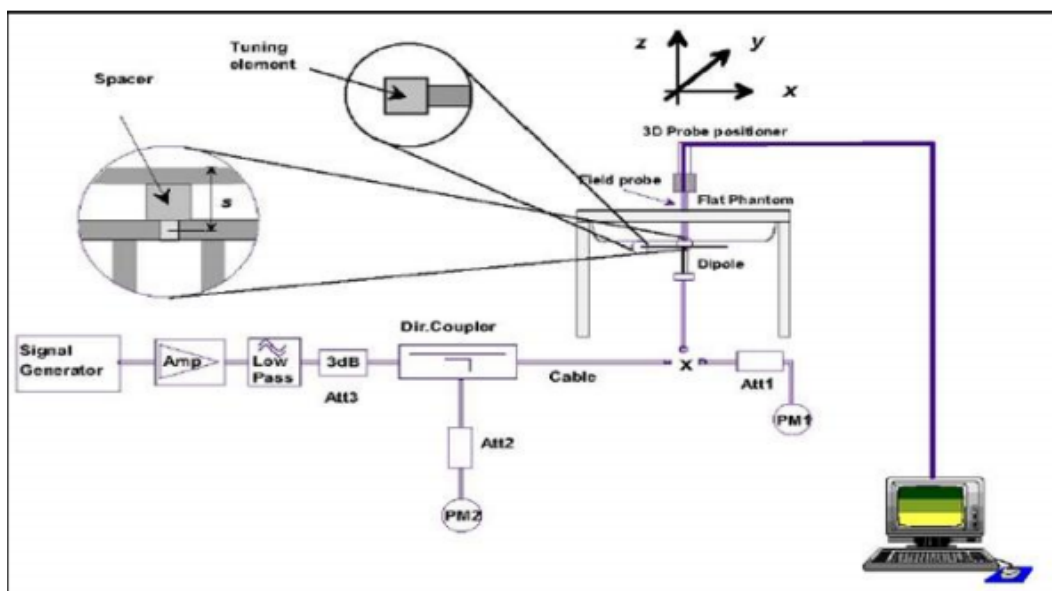 Tuning
element
Spacer
s
z
y
x
3D Probe positioner
Field probe
Flat Phantom
Dipole
Dir.Coupler
Signal
Generator
Amp
Low
Pass
3dB
Att3
Cable
x
Att1
PM1
Att2
PM2